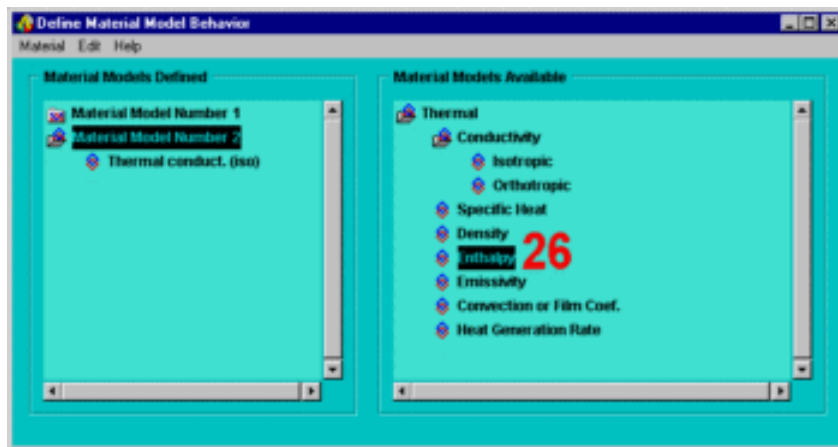 Define Material Model Behavior
Material Edit Help
Material Models Defined
Material Model Number 1
Material Model Number 2
Thermal conduct. (iso)
Material Models Available
Thermal
Conductivity
Isotropic
Orthotropic
Specific Heat
Density
Enthalpy 26
Emissivity
Convection or Film Coef.
Heat Generation Rate